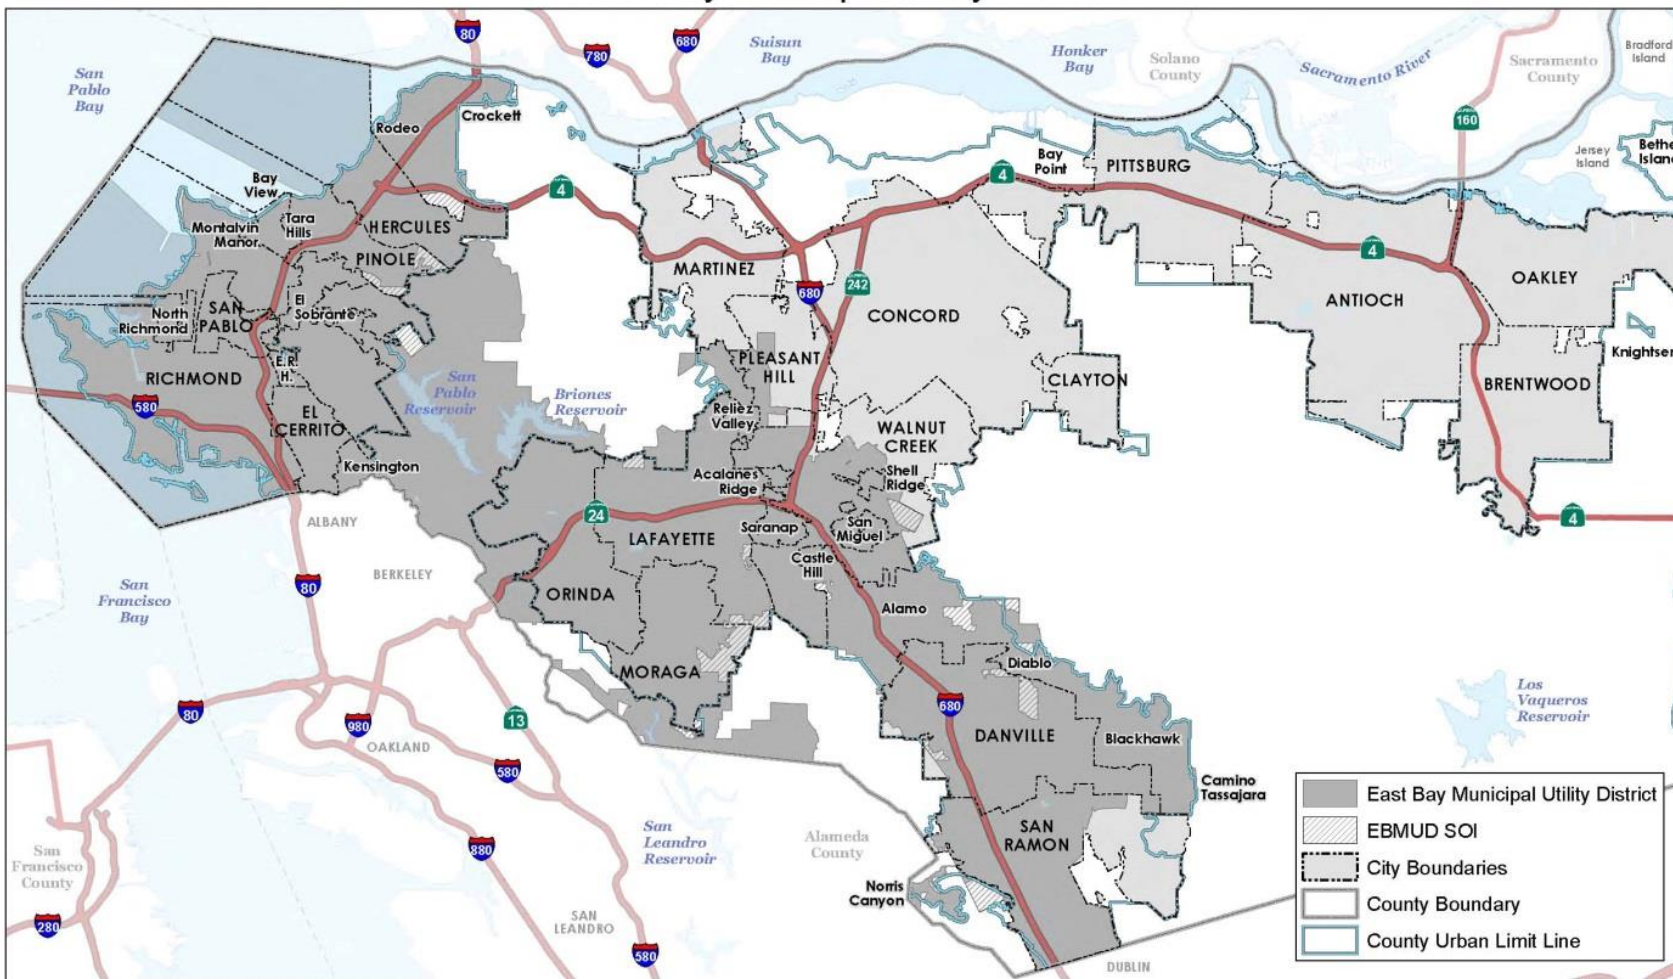 80
780
680
Suisun
Bay
Honker
Bay
Solano
County
Sacramento River
Sacramento
County
Bradford
Island
San
Pablo
Bay
Rodeo
Crockett
160
Jersey
Island
Bethe
Island
Bay
View
Tara
Hills
Montalvin
Manor
HERCULES
PINOLE
4
4
Bay
Point
PITTSBURG
4
MARTINEZ
680
242
CONCORD
ANTIOCH
OAKLEY
Knightsen
North
Richmond
SAN
PABLO
El
Sobrante
E.R.
H.
RICHMOND
580
EL
CERRITO
Kensington
San
Pablo
Reservoir
Briones
Reservoir
PLEASANT
HILL
Reliez
Valley
CLAYTON
BRENTWOOD
WALNUT
CREEK
Acalanes
Ridge
Shell
Ridge
4
ALBANY
24
LAFAYETTE
Saranap
San
Miguel
Castle
Hill
BERKELEY
San
Francisco
Bay
80
ORINDA
Alamo
MORAGA
Diablo
Los
Vaqueros
Reservoir
80
980
13
OAKLAND
580
680
DANVILLE
Blackhawk
Camino
Tassajara
San
Leandro
Reservoir
Alameda
County
SAN
RAMON
880
San
Francisco
County
280
SAN
LEANDRO
580
Norris
Canyon
DUBLIN
East Bay Municipal Utility District
EBMUD SOI
City Boundaries
County Boundary
County Urban Limit Line